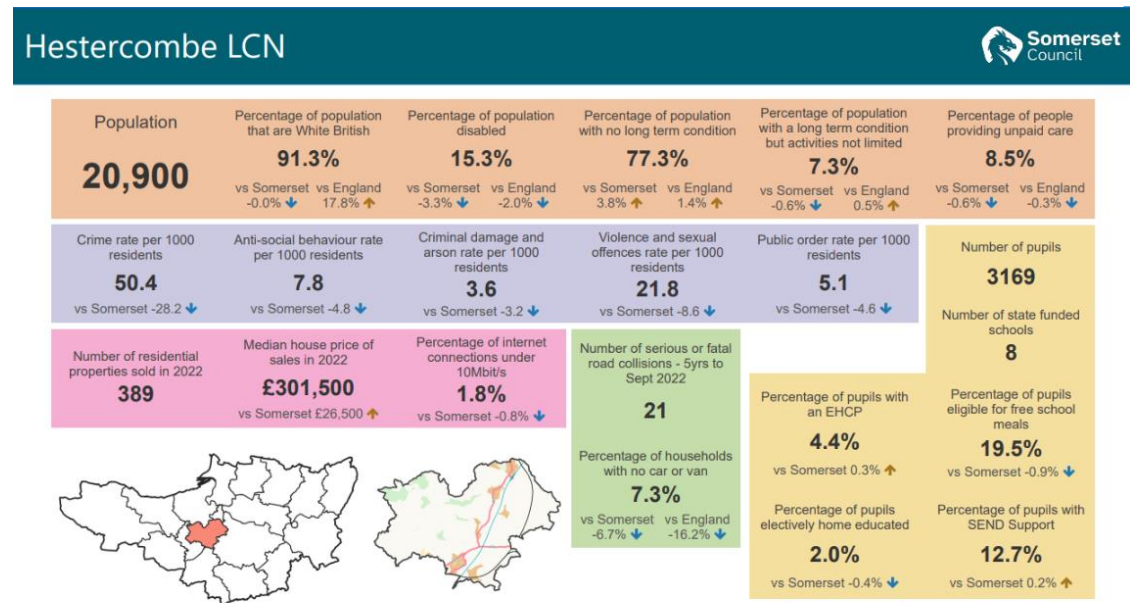 Hestercombe LCN
Somerset
Council
Population
20,900
Percentage of population
that are White British
91.3%
vs Somerset vs England
-0.0% 17.8%
Percentage of population
disabled
15.3%
vs Somerset vs England
-3.3% -2.0%
Percentage of population
with no long term condition
77.3%
vs Somerset vs England
3.8% 1.4%
Percentage of population
with a long term condition
but activities not limited
7.3%
vs Somerset vs England
-0.6% 0.5%
Percentage of people
providing unpaid care
8.5%
vs Somerset vs England
-0.6% -0.3%
Crime rate per 1000
residents
50.4
vs Somerset -28.2
Anti-social behaviour rate
per 1000 residents
7.8
vs Somerset -4.8
Criminal damage and
arson rate per 1000
residents
3.6
vs Somerset -3.2
Violence and sexual
offences rate per 1000
residents
21.8
vs Somerset -8.6
Public order rate per 1000
residents
5.1
vs Somerset -4.6
Number of pupils
3169
Number of state funded
schools
8
Number of residential
properties sold in 2022
389
Median house price of
sales in 2022
£301,500
vs Somerset £26,500
Percentage of internet
connections under
10Mbit/s
1.8%
vs Somerset -0.8%
Number of serious or fatal
road collisions - 5yrs to
Sept 2022
21
Percentage of households
with no car or van
7.3%
vs Somerset vs England
-6.7% -16.2%
Percentage of pupils with
an EHCP
4.4%
vs Somerset 0.3%
Percentage of pupils
eligible for free school
meals
19.5%
vs Somerset -0.9%
Percentage of pupils
electively home educated
2.0%
vs Somerset -0.4%
Percentage of pupils with
SEND Support
12.7%
vs Somerset 0.2%